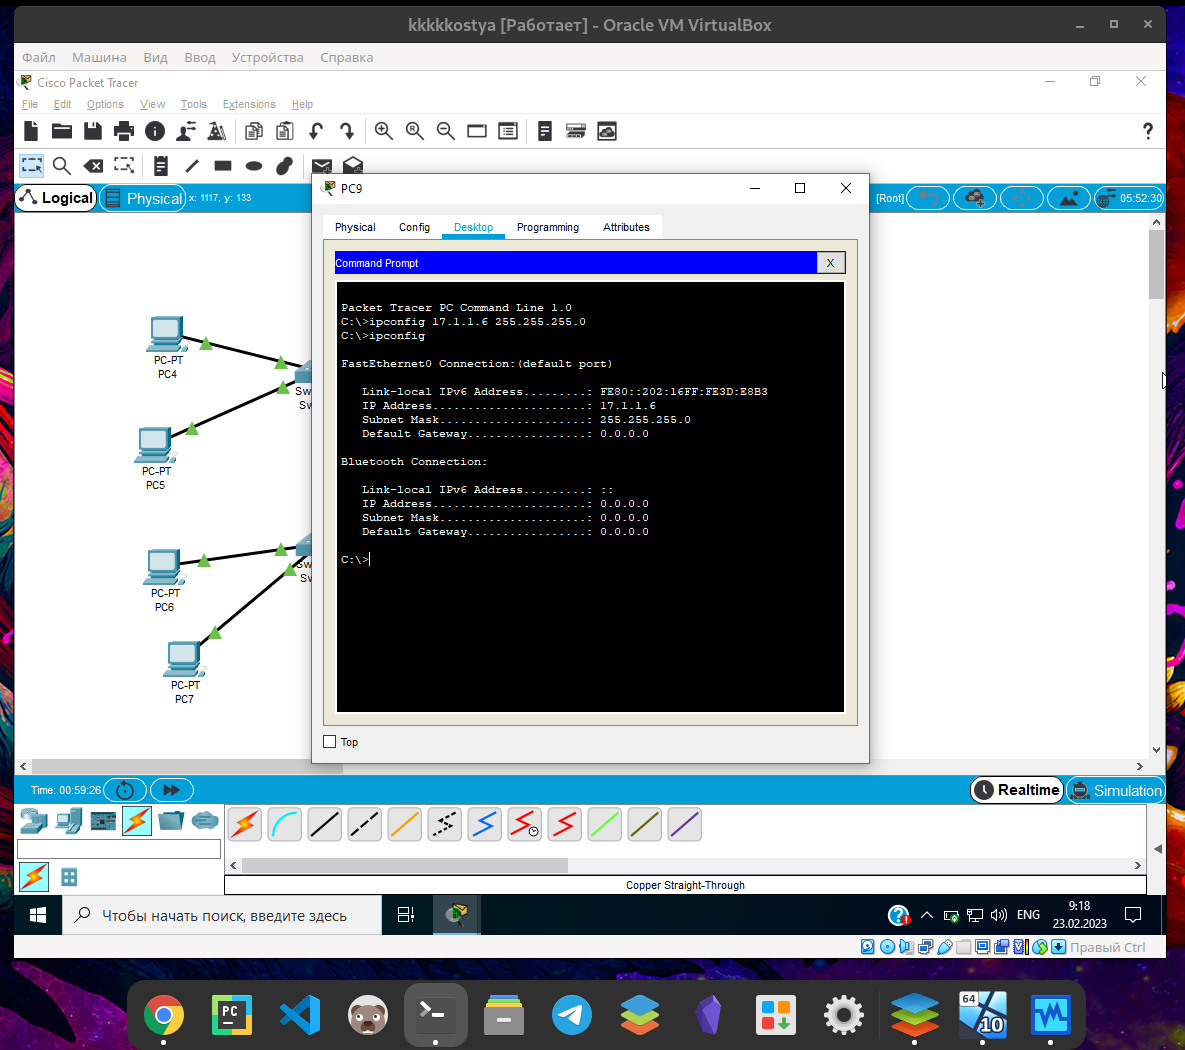 kkkkkostya [Работает] - Oracle VM VirtualBox
Файл Машина Вид Ввод Устройства Справка
Cisco Packet Tracer
File Edit Options View Tools Extensions Help
?
Logical Physical x: 1117, y: 133
[Root] 05:52:30
PC9
Physical Config Desktop Programming Attributes
Command Prompt X
Packet Tracer PC Command Line 1.0
C:\>ipconfig 17.1.1.6 255.255.255.0
C:\>ipconfig
FastEthernet0 Connection:(default port)
Link-local IPv6 Address.........: FE80::202:16FF:FE3D:E8B3
IP Address......................: 17.1.1.6
Subnet Mask.....................: 255.255.255.0
Default Gateway.................: 0.0.0.0
Bluetooth Connection:
Link-local IPv6 Address.........: ::
IP Address......................: 0.0.0.0
Subnet Mask.....................: 0.0.0.0
Default Gateway.................: 0.0.0.0
C:\>
Top
PC-PT
PC4
Sw
Sw
PC-PT
PC5
PC-PT
PC6
Sw
Sw
PC-PT
PC7
Time: 00:59:26
Realtime Simulation
Copper Straight-Through
Чтобы начать поиск, введите здесь
ENG
9:18
23.02.2023
Правый Ctrl
PC
64
10